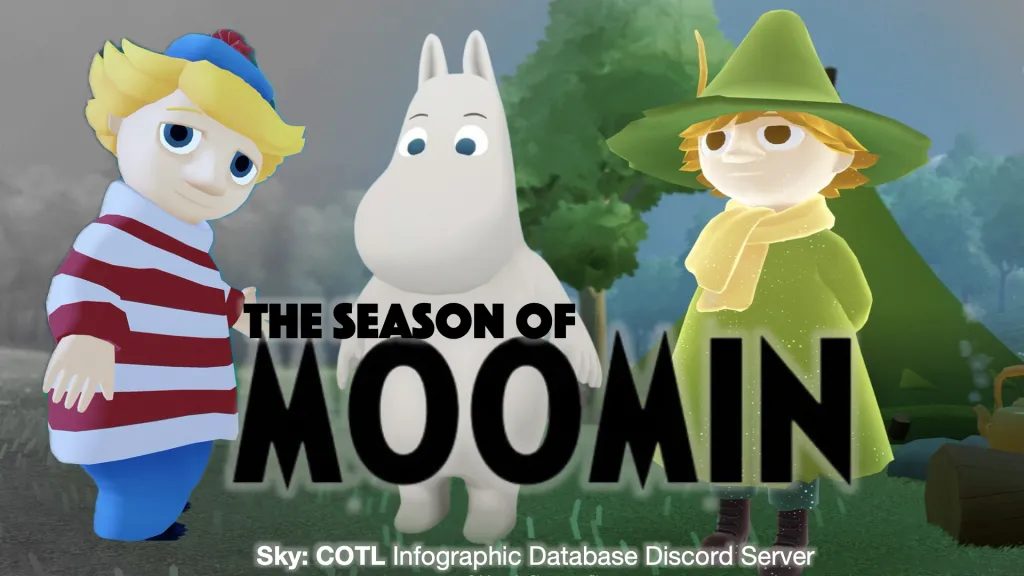 THE SEASON OF
MOOMIN
Sky: COTL Infographic Database Discord Server